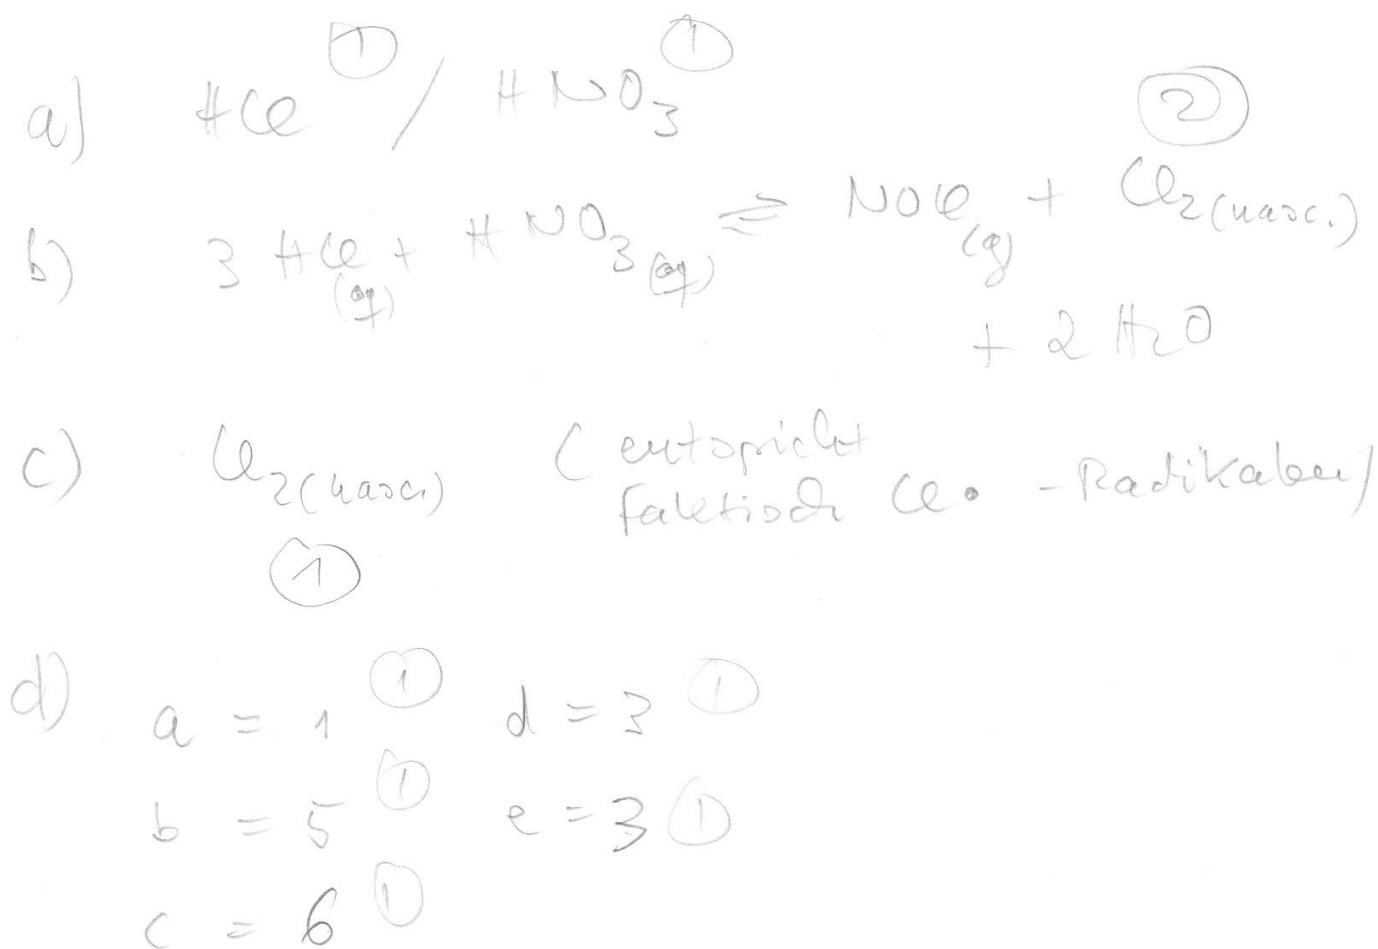 a) HCl ① / HNO₃ ①
②
b) 3 HCl(aq) + HNO₃(aq) ⇌ NOCl(g) + Cl₂(nasc.)
+ 2 H₂O
c) Cl₂(nasc.) (entspricht
faktisch Cl• -Radikalen)
①
d)
a = 1 ① d = 3 ①
b = 5 ① e = 3 ①
c = 6 ①